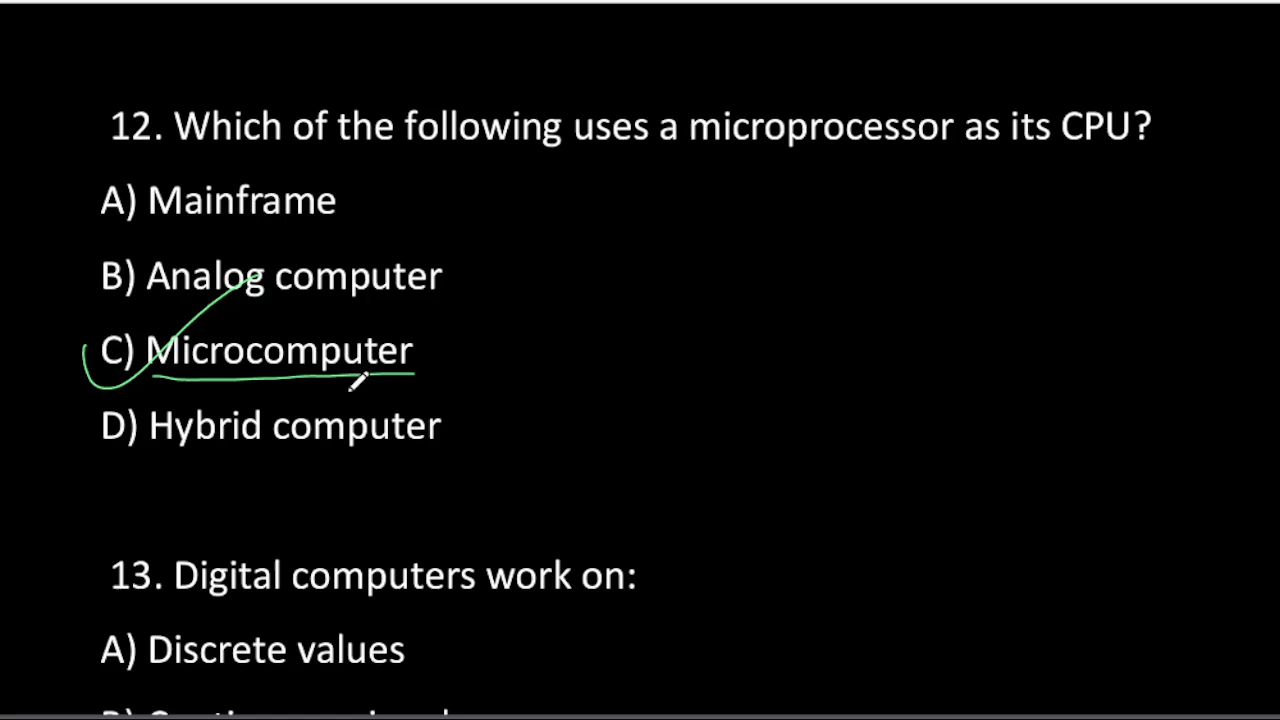 12. Which of the following uses a microprocessor as its CPU?
A) Mainframe
B) Analog computer
C) Microcomputer
D) Hybrid computer
13. Digital computers work on:
A) Discrete values